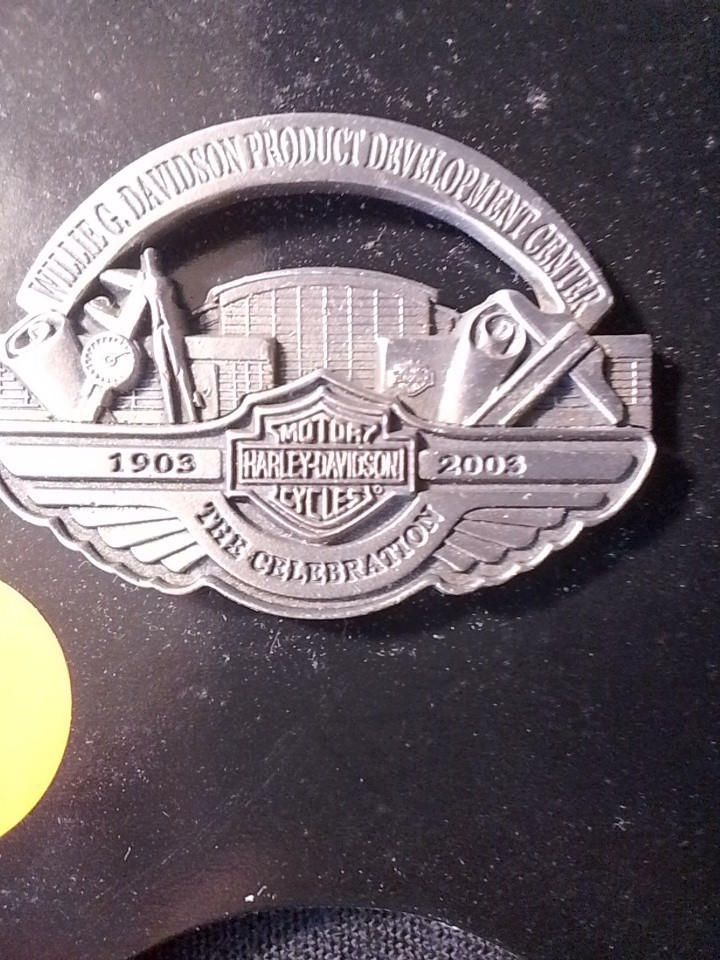 WILLIE G. DAVIDSON PRODUCT DEVELOPMENT CENTER
MOTOR
1903 HARLEY-DAVIDSON 2003
CYCLES
THE CELEBRATION